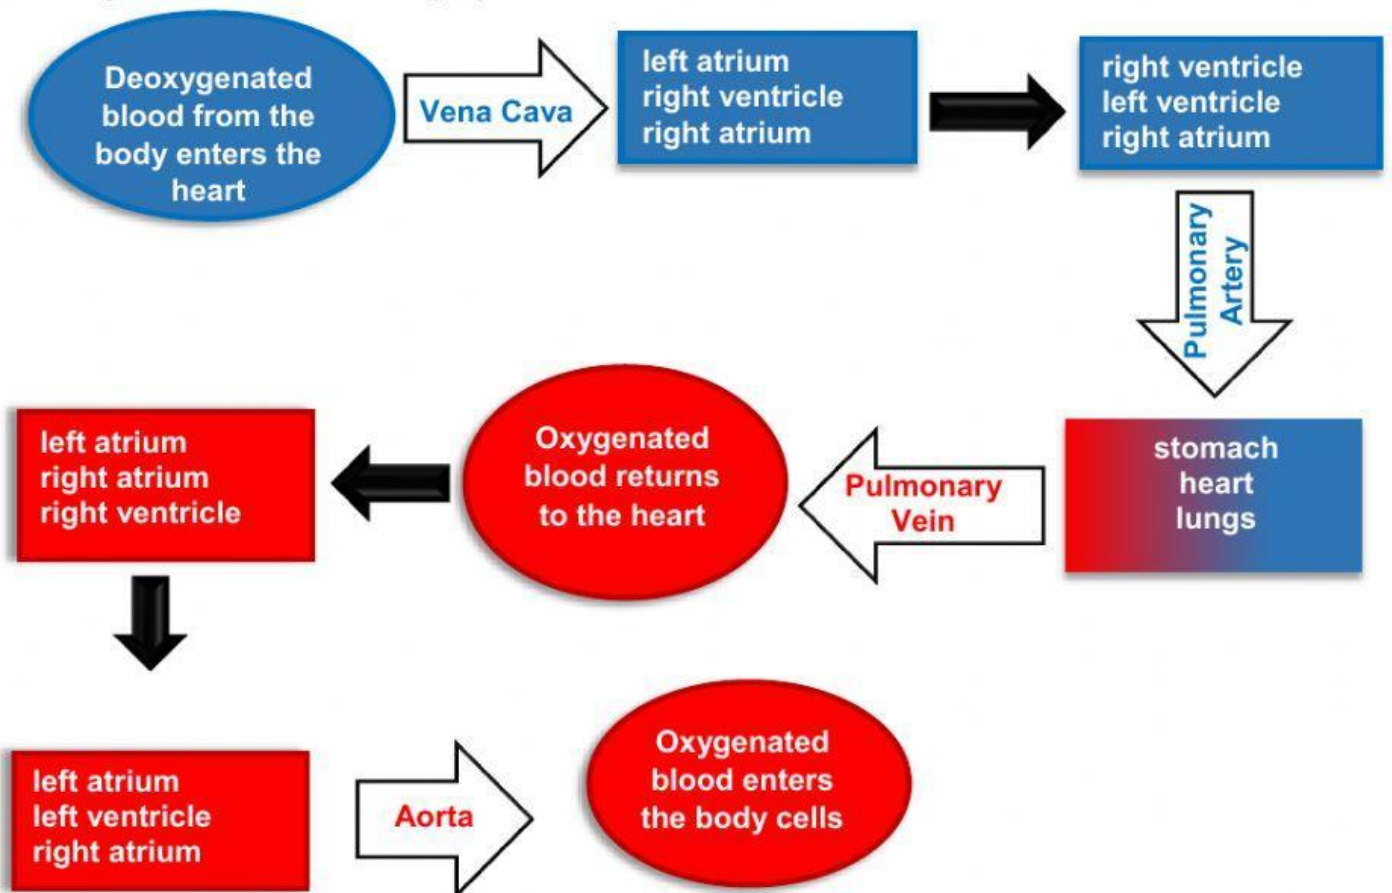 Deoxygenated
blood from the
body enters the
heart
Vena Cava
left atrium
right ventricle
right atrium
right ventricle
left ventricle
right atrium
Pulmonary
Artery
stomach
heart
lungs
Pulmonary
Vein
Oxygenated
blood returns
to the heart
left atrium
right atrium
right ventricle
left atrium
left ventricle
right atrium
Aorta
Oxygenated
blood enters
the body cells